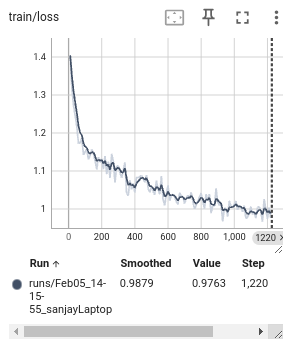 train/loss
1.4
1.3
1.2
1.1
1
0 200 400 600 800 1,000 1220
Run ↑ Smoothed Value Step
runs/Feb05_14- 0.9879 0.9763 1,220
15-
55_sanjayLaptop